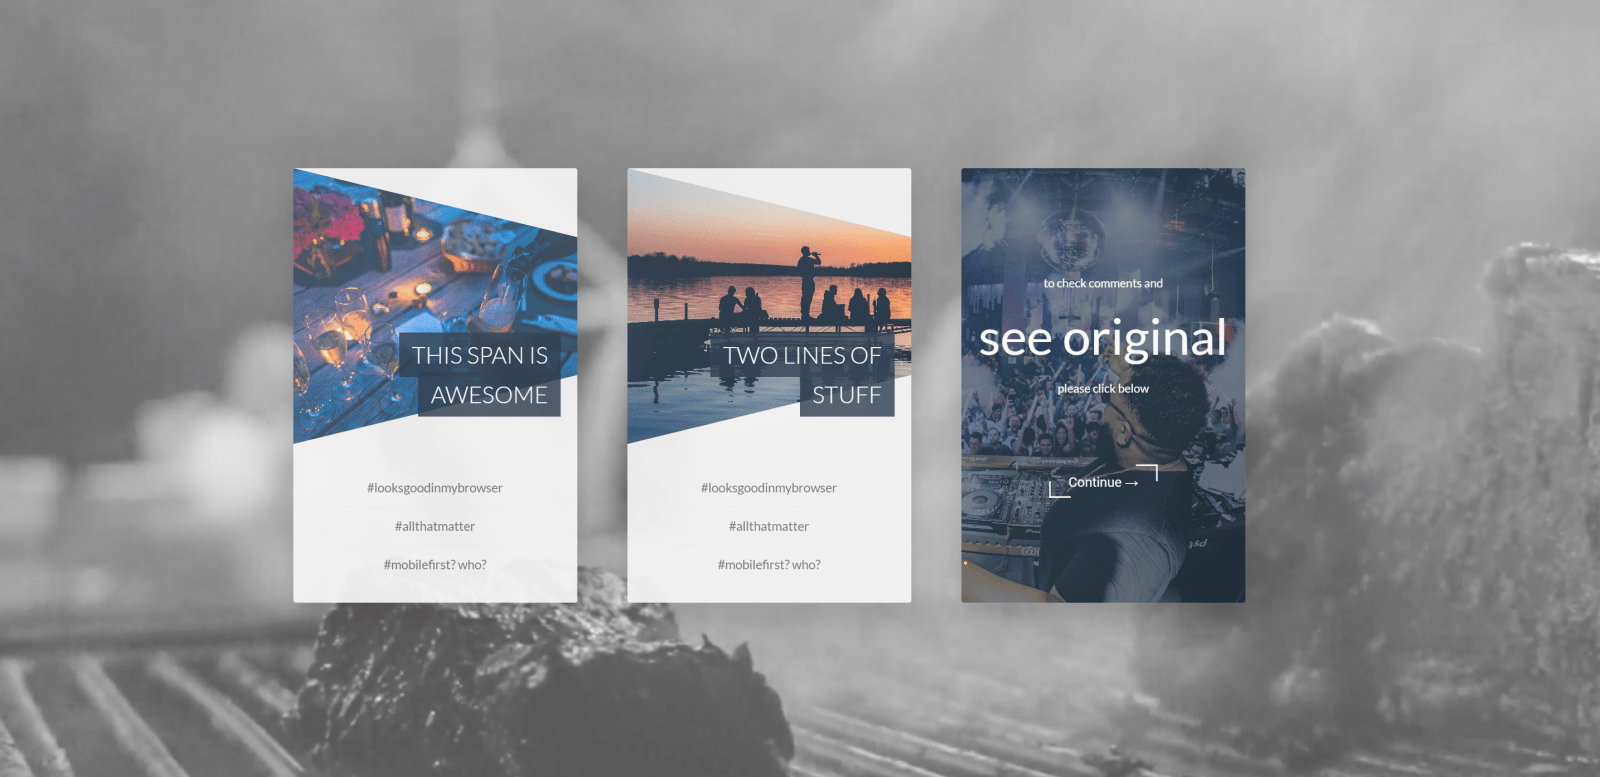 THIS SPAN IS
AWESOME
#looksgoodinmybrowser
#allthatmatter
#mobilefirst? who?
TWO LINES OF
STUFF
#looksgoodinmybrowser
#allthatmatter
#mobilefirst? who?
to check comments and
see original
please click below
Continue →